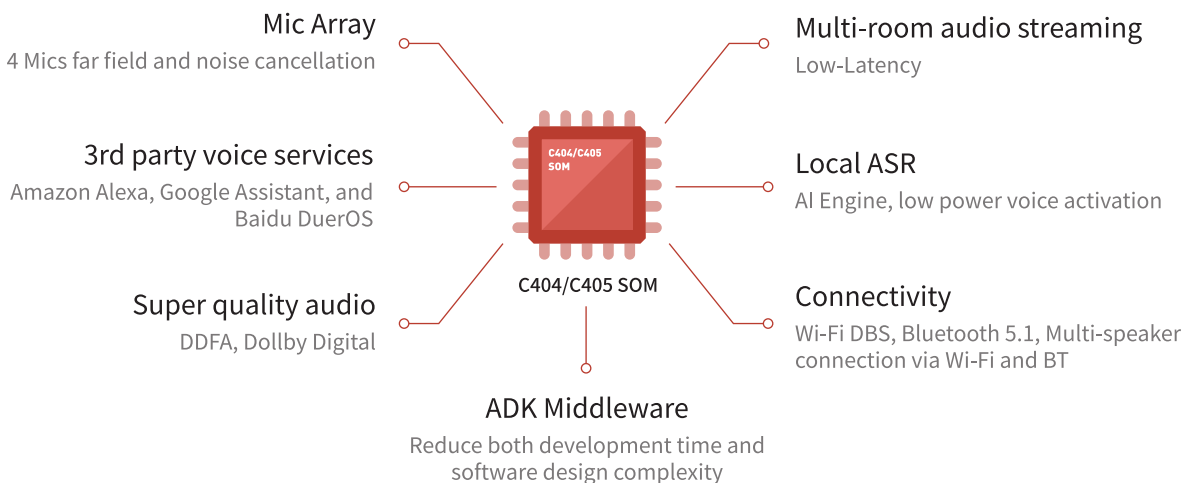 Mic Array
4 Mics far field and noise cancellation
3rd party voice services
Amazon Alexa, Google Assistant, and
Baidu DuerOS
Super quality audio
DDFA, Dollby Digital
C404/C405
SOM
C404/C405 SOM
ADK Middleware
Reduce both development time and
software design complexity
Multi-room audio streaming
Low-Latency
Local ASR
AI Engine, low power voice activation
Connectivity
Wi-Fi DBS, Bluetooth 5.1, Multi-speaker
connection via Wi-Fi and BT